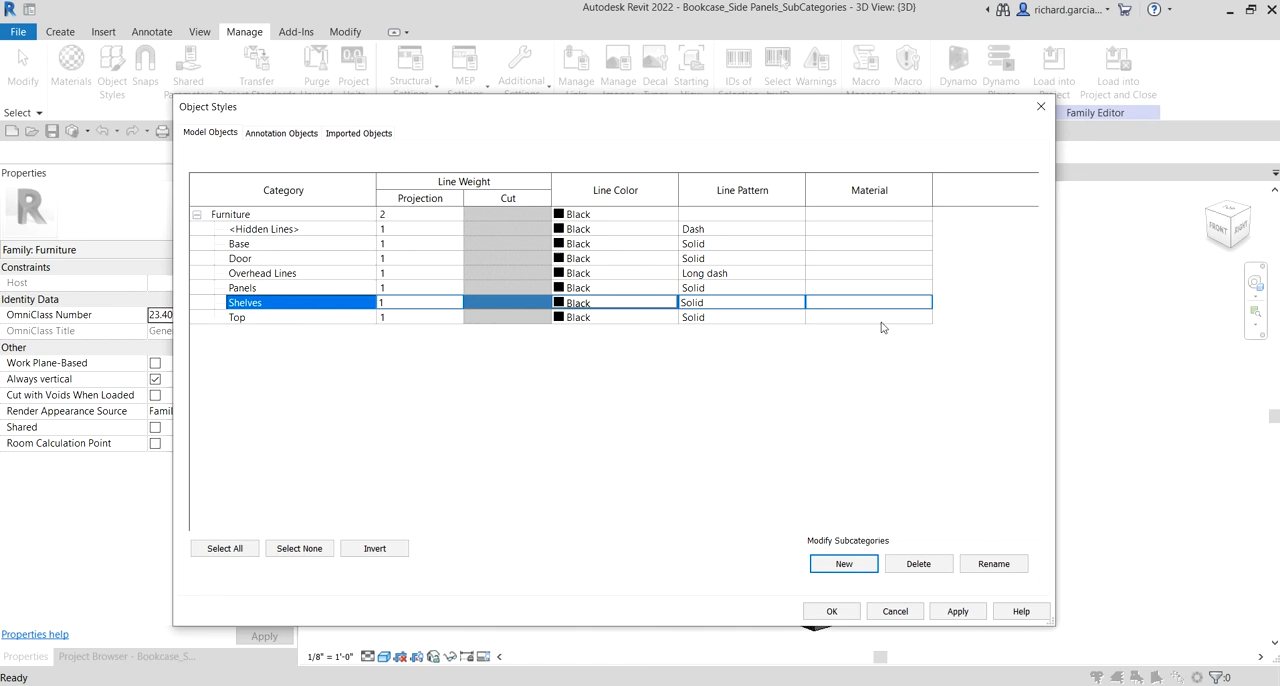 Autodesk Revit 2022 - Bookcase_Side Panels_SubCategories - 3D View: {3D}
richard.garcia...
File Create Insert Annotate View Manage Add-Ins Modify
Modify Materials Object Styles Snaps Shared Transfer Purge Project Structural MEP Additional Manage Manage Decal Starting IDs of Select Warnings Macro Macro Dynamo Dynamo Load into Project Load into Project and Close
Select
Family Editor
Properties
Family: Furniture
Constraints
Host
Identity Data
OmniClass Number 23.40
OmniClass Title Gene
Other
Work Plane-Based
Always vertical
Cut with Voids When Loaded
Render Appearance Source Famil
Shared
Room Calculation Point
Properties help
Apply
Properties Project Browser - Bookcase_S...
Ready
Object Styles
Model Objects Annotation Objects Imported Objects
Category Line Weight Line Color Line Pattern Material
Projection Cut
Furniture 2 Black
<Hidden Lines> 1 Black Dash
Base 1 Black Solid
Door 1 Black Solid
Overhead Lines 1 Black Long dash
Panels 1 Black Solid
Shelves 1 Black Solid
Top 1 Black Solid
Select All Select None Invert
Modify Subcategories
New Delete Rename
OK Cancel Apply Help
FRONT RIGHT
1/8" = 1'-0"
:0